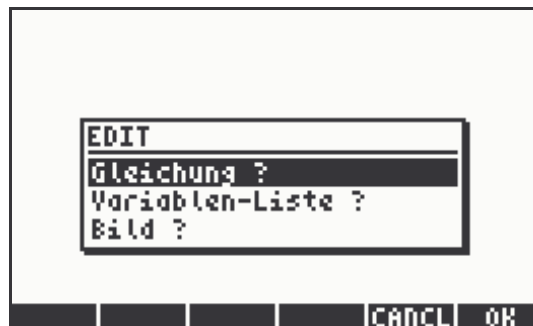 EDIT
Gleichung ?
Variablen-Liste ?
Bild ?
CANCL OK